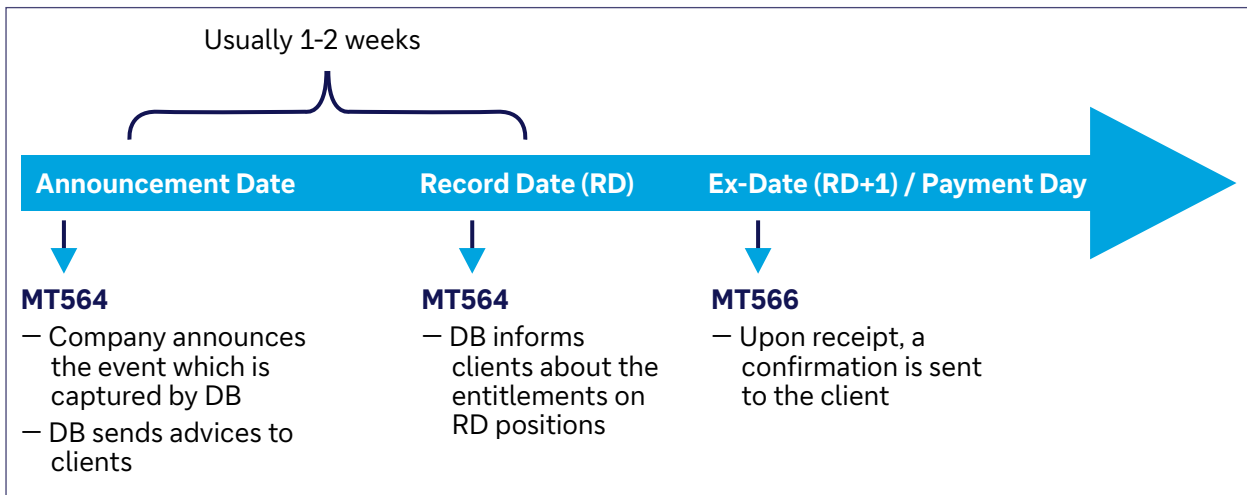 Usually 1-2 weeks
Announcement Date
Record Date (RD)
Ex-Date (RD+1) / Payment Day
MT564
— Company announces
the event which is
captured by DB
— DB sends advices to
clients
MT564
— DB informs
clients about the
entitlements on
RD positions
MT566
— Upon receipt, a
confirmation is sent
to the client